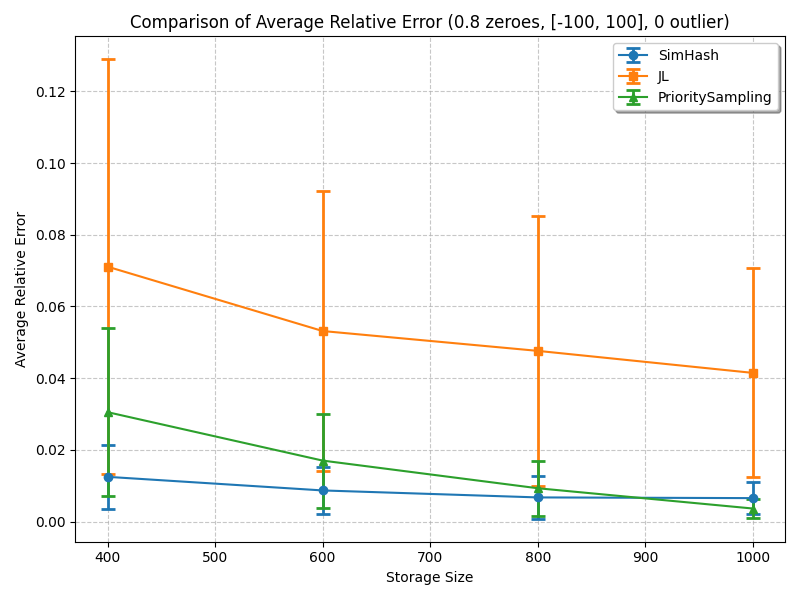 Comparison of Average Relative Error (0.8 zeroes, [-100, 100], 0 outlier)
SimHash
JL
PrioritySampling
Average Relative Error
0.12
0.10
0.08
0.06
0.04
0.02
0.00
400 500 600 700 800 900 1000
Storage Size